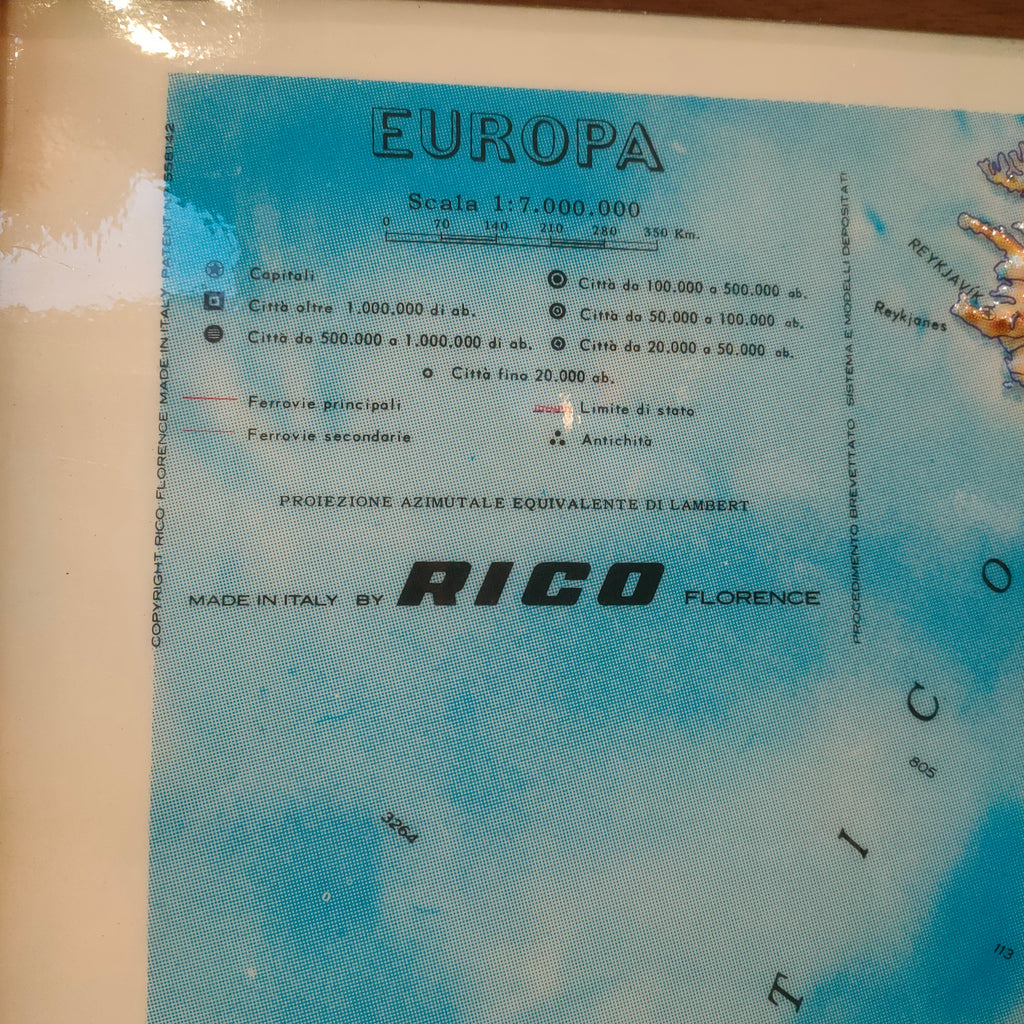 EUROPA
Scala 1:7.000.000
0 70 140 210 280 350 Km.
Capitali
Città oltre 1.000.000 di ab.
Città da 500.000 a 1.000.000 di ab.
Città da 100.000 a 500.000 ab.
Città da 50.000 a 100.000 ab.
Città da 20.000 a 50.000 ab.
Città fino 20.000 ab.
Ferrovie principali
Ferrovie secondarie
Limite di stato
Antichità
PROIEZIONE AZIMUTALE EQUIVALENTE DI LAMBERT
MADE IN ITALY BY RICO FLORENCE
COPYRIGHT RICO FLORENCE MADE IN ITALY PATENT 558142
PROCEDIMENTO BREVETTATO SISTEMA E MODELLI DEPOSITATI
REYKJAVÍK
Reykjanes
O
C
805
I
3264
113
T